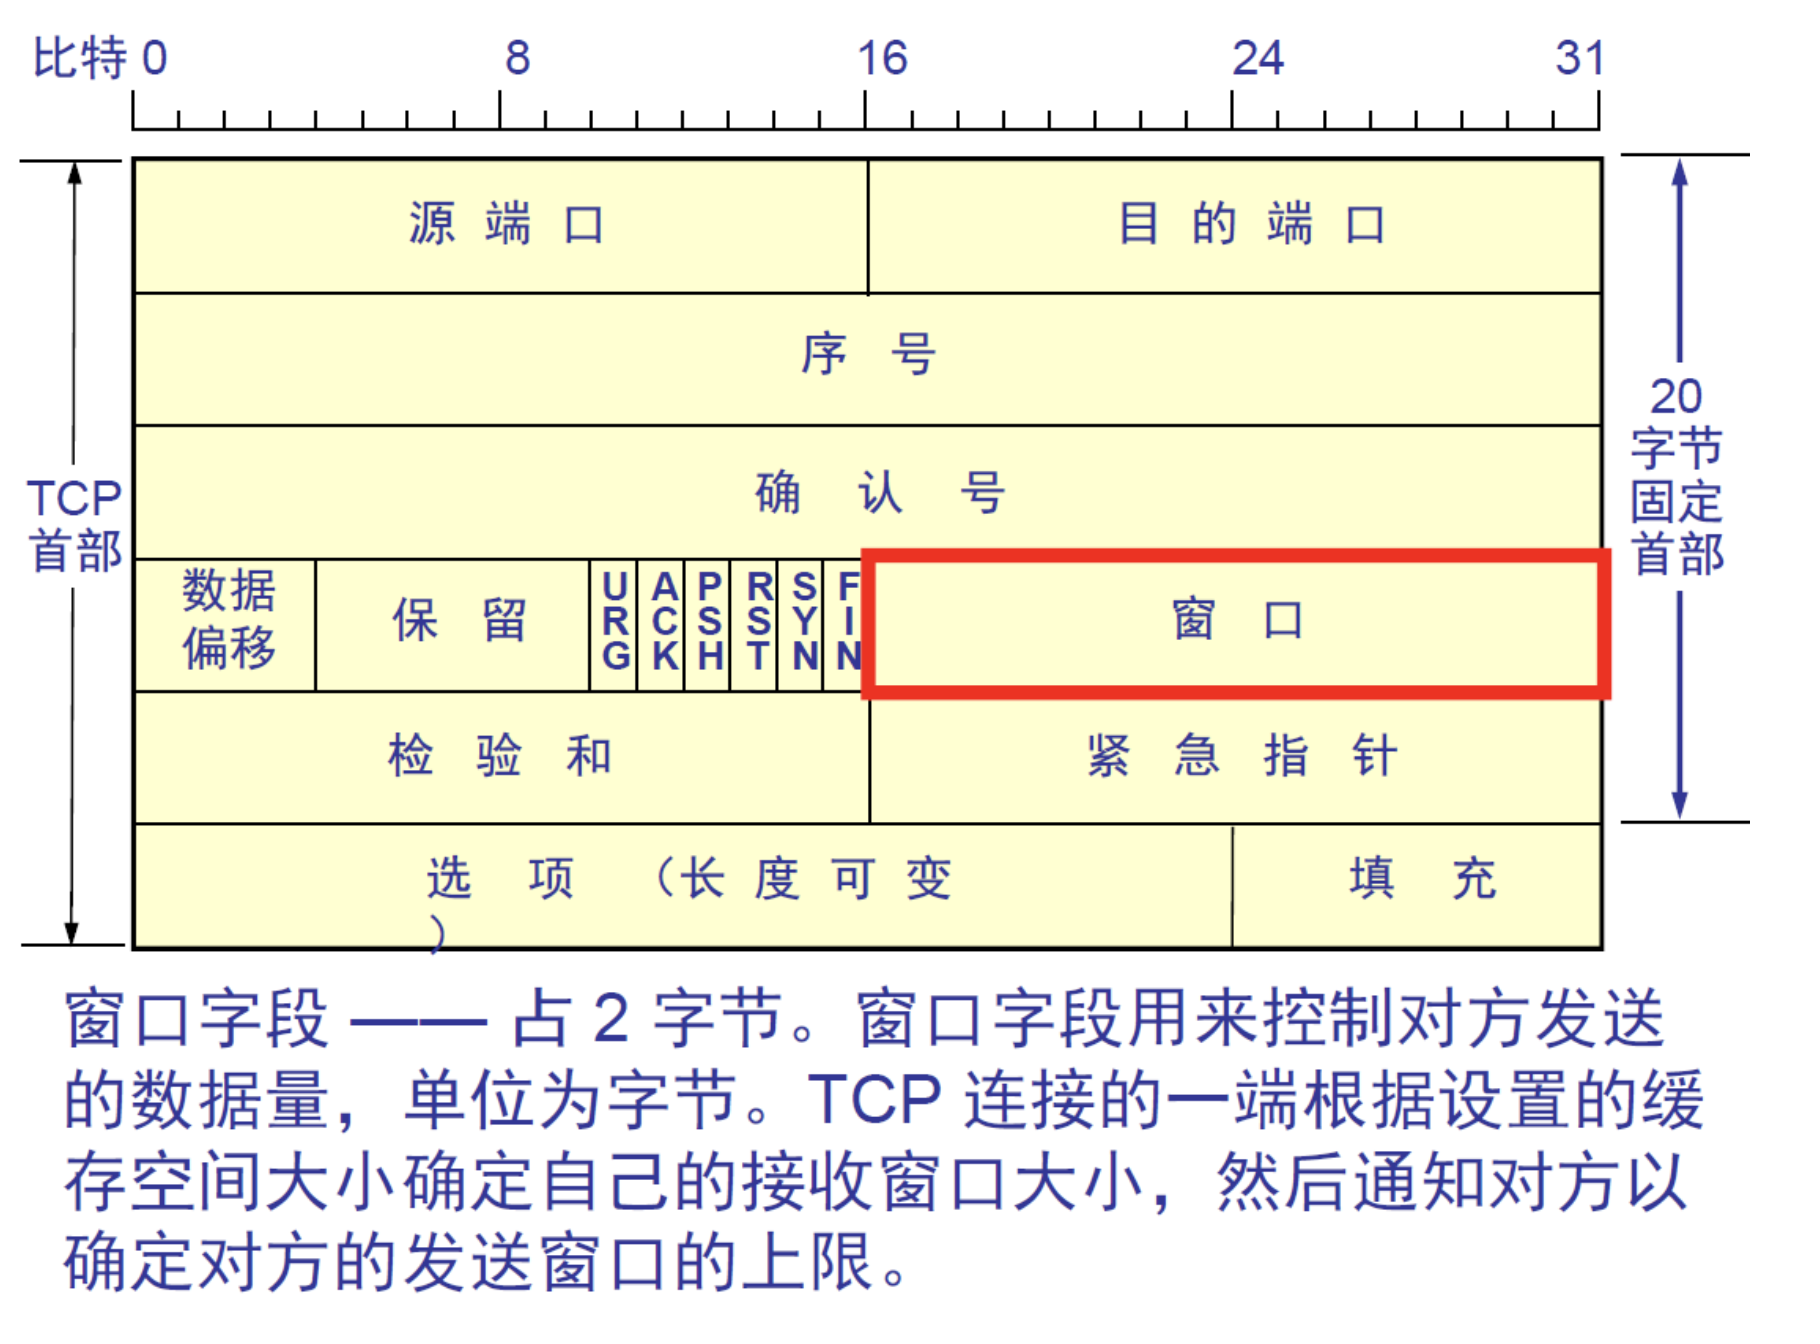 比特 0 8 16 24 31
源 端 口 目 的 端 口
序 号
20
字节
固定
首部
确 认 号
TCP
首部
数据
偏移
保 留
URG
ACK
PSH
RST
SYN
FIN
窗 口
检 验 和 紧 急 指 针
选 项 （长 度 可 变
） 填 充
窗口字段 —— 占 2 字节。窗口字段用来控制对方发送
的数据量，单位为字节。TCP 连接的一端根据设置的缓
存空间大小确定自己的接收窗口大小，然后通知对方以
确定对方的发送窗口的上限。